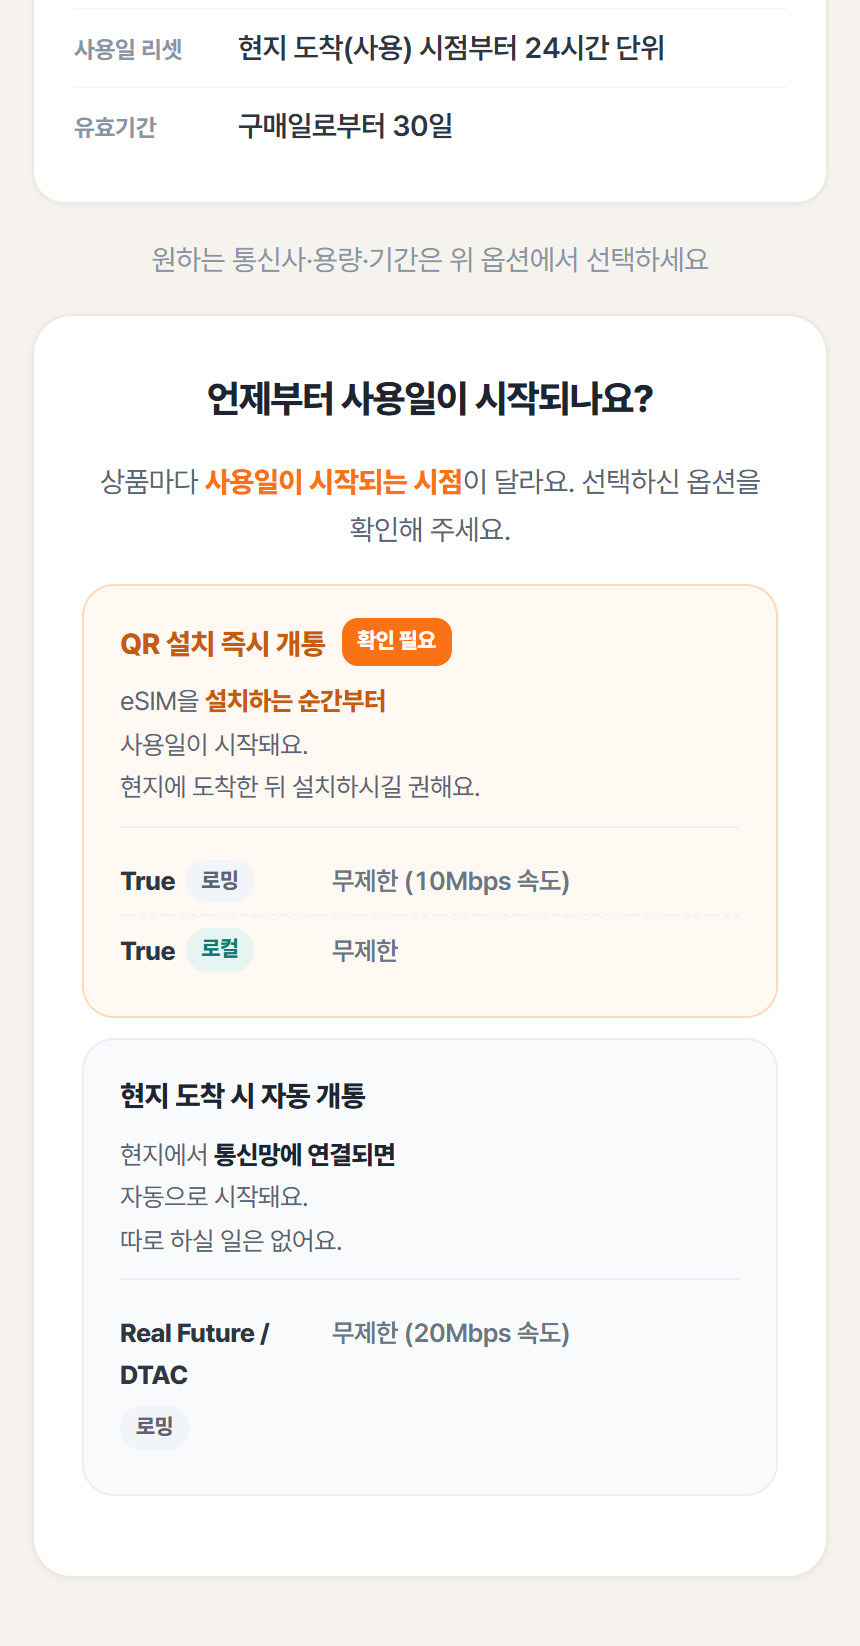 사용일 리셋 현지 도착(사용) 시점부터 24시간 단위
유효기간 구매일로부터 30일
원하는 통신사·용량·기간은 위 옵션에서 선택하세요
언제부터 사용일이 시작되나요?
상품마다 사용일이 시작되는 시점이 달라요. 선택하신 옵션을
확인해 주세요.
QR 설치 즉시 개통 확인 필요
eSIM을 설치하는 순간부터
사용일이 시작돼요.
현지에 도착한 뒤 설치하시길 권해요.
True 로밍 무제한 (10Mbps 속도)
True 로컬 무제한
현지 도착 시 자동 개통
현지에서 통신망에 연결되면
자동으로 시작돼요.
따로 하실 일은 없어요.
Real Future / 무제한 (20Mbps 속도)
DTAC
로밍